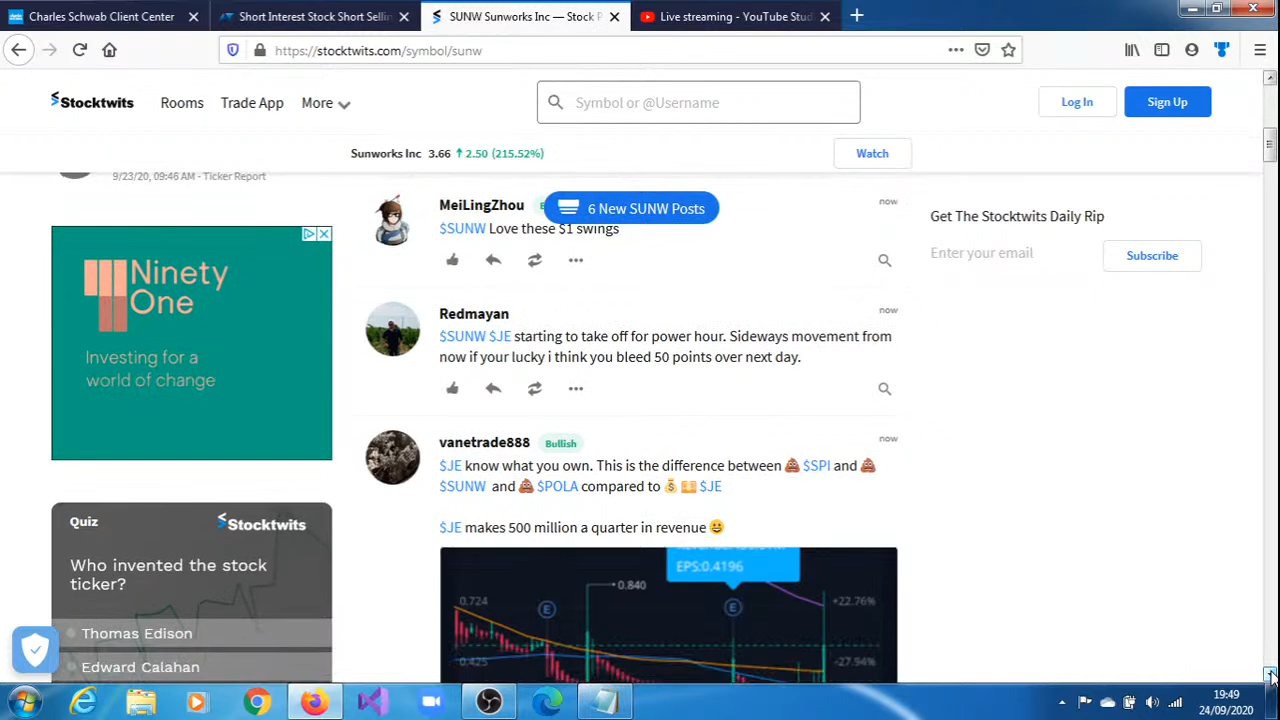 Charles Schwab Client Center
Short Interest Stock Short Sellin
SUNW Sunworks Inc — Stock P
Live streaming - YouTube Stud
https://stocktwits.com/symbol/sunw
Stocktwits
Rooms
Trade App
More
Symbol or @Username
Log In
Sign Up
Sunworks Inc 3.66 ↑ 2.50 (215.52%)
Watch
9/23/20, 09:46 AM - Ticker Report
MeiLingZhou
now
6 New SUNW Posts
$SUNW Love these $1 swings
Get The Stocktwits Daily Rip
Enter your email
Subscribe
Ninety
One
Investing for a
world of change
Redmayan
now
$SUNW $JE starting to take off for power hour. Sideways movement from
now if your lucky i think you bleed 50 points over next day.
vanetrade888 Bullish
now
$JE know what you own. This is the difference between 💩 $SPI and 💩
$SUNW and 💩 $POLA compared to 💰 💴 $JE
$JE makes 500 million a quarter in revenue 😀
EPS:0.4196
0.840
0.724
E
E
+22.76%
0.425
-27.94%
Quiz
Stocktwits
Who invented the stock
ticker?
Thomas Edison
Edward Calahan
19:49
24/09/2020